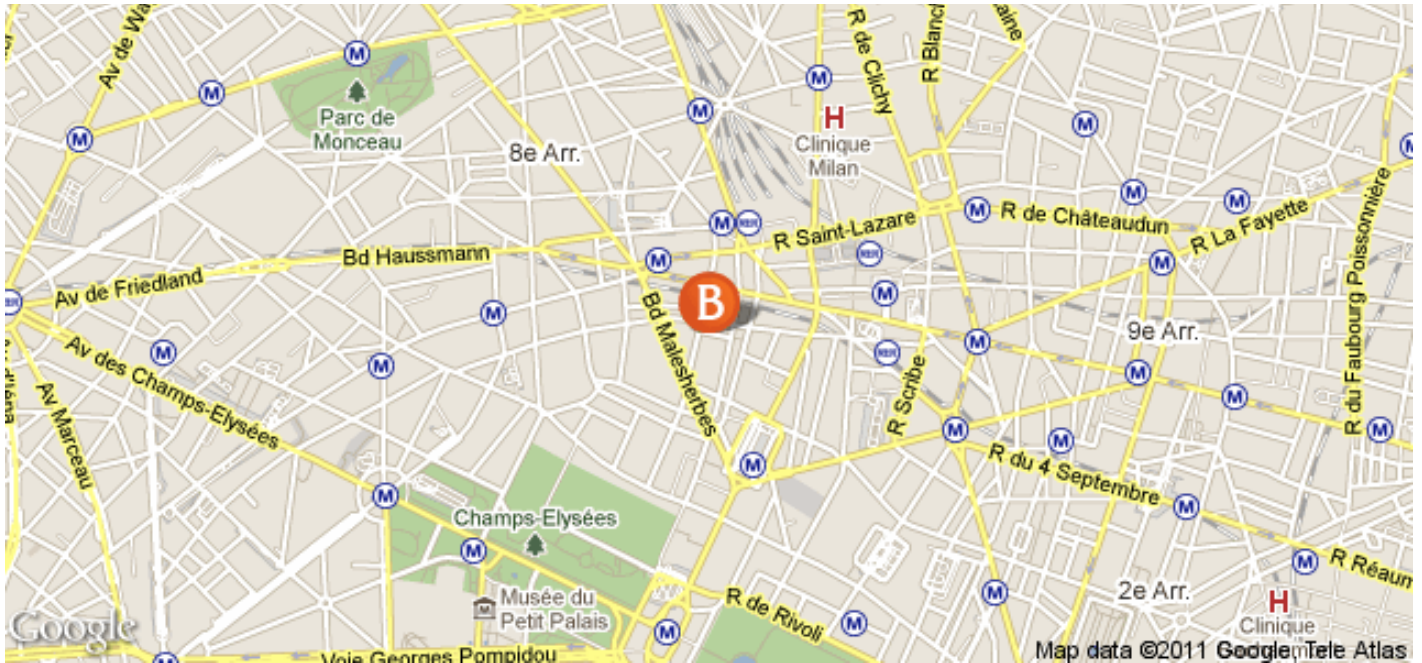 Av de Wa
R de Clichy
R Blanc
aine
Parc de
Monceau
8e Arr.
H
Clinique
Milan
R Saint-Lazare
R de Châteaudun
R La Fayette
R du Faubourg Poissonnière
Bd Haussmann
Av de Friedland
B
Bd Malesherbes
9e Arr.
Av des Champs-Elysées
Av Marceau
R Scribe
R du 4 Septembre
Champs-Elysées
R Réaum
Musée du
Petit Palais
R de Rivoli
2e Arr.
H
Clinique
Google
Voie Georges Pompidou
Map data ©2011 Google, Tele Atlas